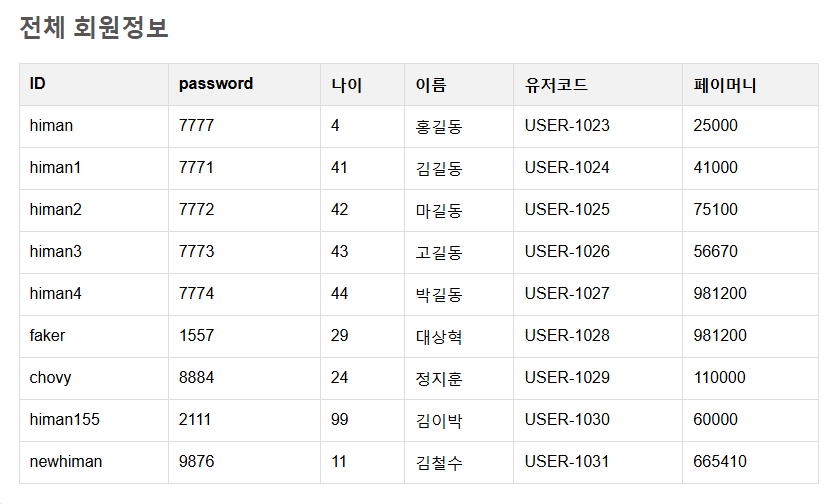 전체 회원정보
ID password 나이 이름 유저코드 페이머니
himan 7777 4 홍길동 USER-1023 25000
himan1 7771 41 김길동 USER-1024 41000
himan2 7772 42 마길동 USER-1025 75100
himan3 7773 43 고길동 USER-1026 56670
himan4 7774 44 박길동 USER-1027 981200
faker 1557 29 대상혁 USER-1028 981200
chovy 8884 24 정지훈 USER-1029 110000
himan155 2111 99 김이박 USER-1030 60000
newhiman 9876 11 김철수 USER-1031 665410